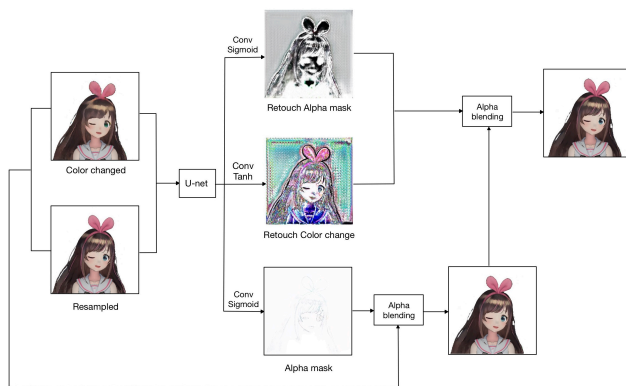 Conv
Sigmoid
Retouch Alpha mask
Color changed
U-net
Conv
Tanh
Retouch Color change
Alpha
blending
Resampled
Conv
Sigmoid
Alpha mask
Alpha
blending